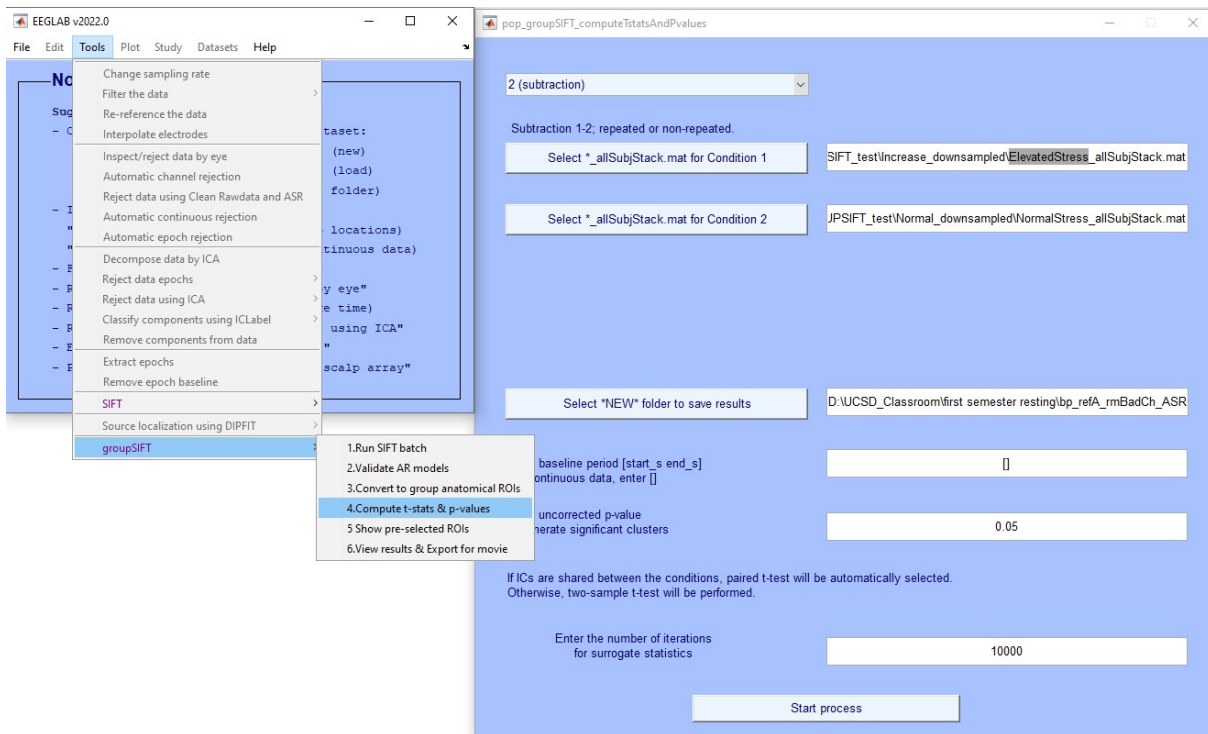 EEGLAB v2022.0
File Edit Tools Plot Study Datasets Help
No
Sug
- C
- I
"
"
- F
- R
- R
- R
- E
- F
taset:
(new)
(load)
folder)
locations)
tinuous data)
y eye"
e time)
using ICA"
"
scalp array"
Change sampling rate
Filter the data
Re-reference the data
Interpolate electrodes
Inspect/reject data by eye
Automatic channel rejection
Reject data using Clean Rawdata and ASR
Automatic continuous rejection
Automatic epoch rejection
Decompose data by ICA
Reject data epochs
Reject data using ICA
Classify components using ICLabel
Remove components from data
Extract epochs
Remove epoch baseline
SIFT
Source localization using DIPFIT
groupSIFT
1.Run SIFT batch
2.Validate AR models
3.Convert to group anatomical ROIs
4.Compute t-stats & p-values
5 Show pre-selected ROIs
6.View results & Export for movie
pop_groupSIFT_computeTstatsAndPvalues
2 (subtraction)
Subtraction 1-2; repeated or non-repeated.
Select *_allSubjStack.mat for Condition 1
SIFT_test\Increase_downsampled\ElevatedStress_allSubjStack.mat
Select *_allSubjStack.mat for Condition 2
JPSIFT_test\Normal_downsampled\NormalStress_allSubjStack.mat
Select *NEW* folder to save results
D:\UCSD_Classroom\first semester resting\bp_refA_rmBadCh_ASR
baseline period [start_s end_s]
ontinuous data, enter []
[]
uncorrected p-value
nerate significant clusters
0.05
If ICs are shared between the conditions, paired t-test will be automatically selected.
Otherwise, two-sample t-test will be performed.
Enter the number of iterations
for surrogate statistics
10000
Start process